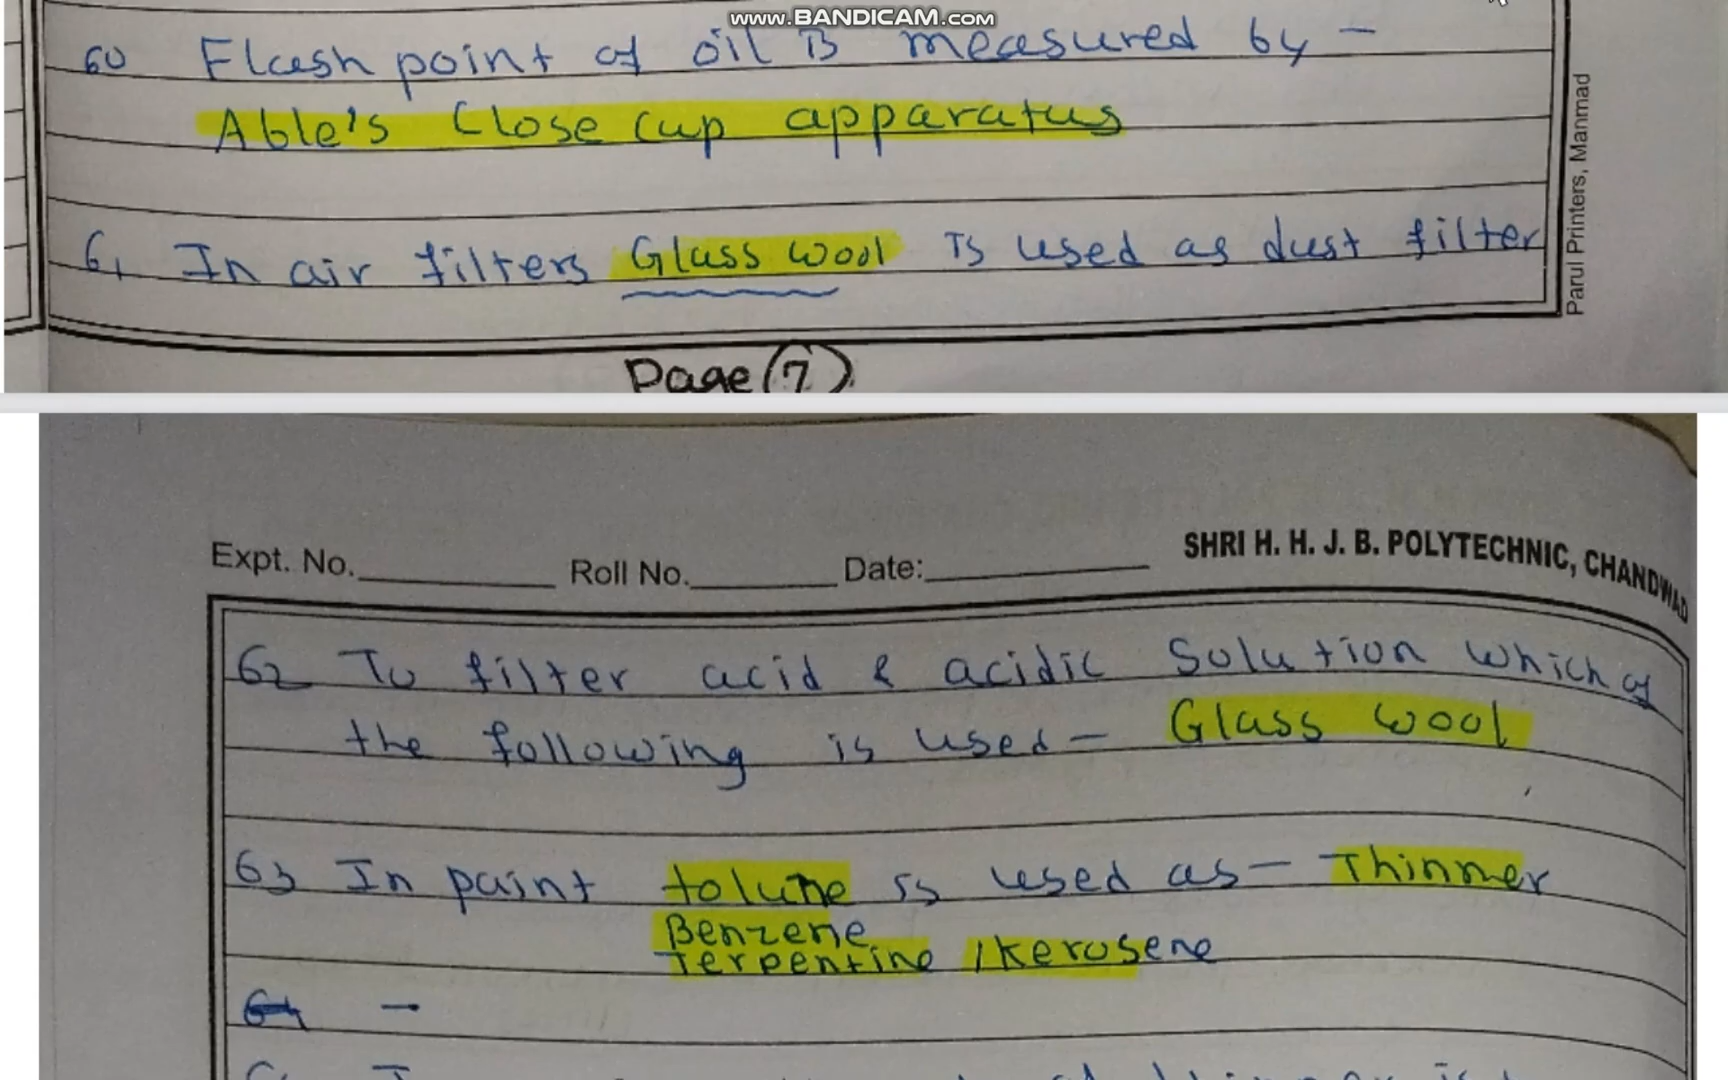 www.BANDICAM.com
60 Flash point of oil is measured by -
Able's Close cup apparatus
61 In air filters Glass wool is used as dust filter
Parul Printers, Manmad
Page (7)
Expt. No. Roll No. Date: SHRI H. H. J. B. POLYTECHNIC, CHANDWAD
62 To filter acid & acidic solution which of
the following is used - Glass wool
63 In paint tolune is used as - Thinner
Benzene
Terpentine / kerosene
64 -